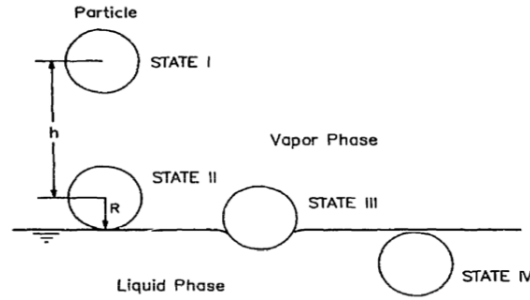 Particle
STATE I
h
Vapor Phase
STATE II
R
STATE III
Liquid Phase
STATE IV